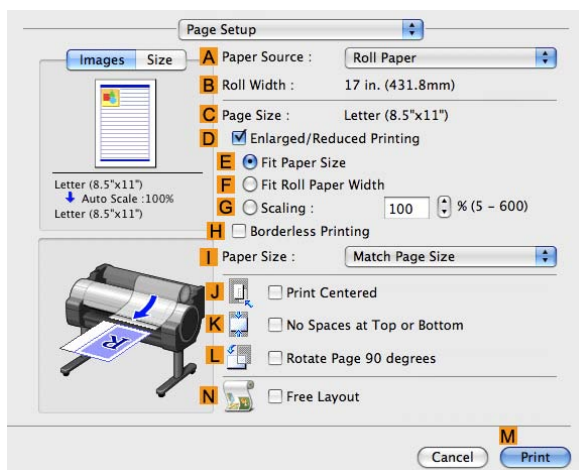 Page Setup
Images Size
A Paper Source : Roll Paper
B Roll Width : 17 in. (431.8mm)
C Page Size : Letter (8.5"x11")
D Enlarged/Reduced Printing
E Fit Paper Size
F Fit Roll Paper Width
G Scaling : 100 % (5 - 600)
Letter (8.5"x11")
Auto Scale :100%
Letter (8.5"x11")
H Borderless Printing
I Paper Size : Match Page Size
J Print Centered
K No Spaces at Top or Bottom
L Rotate Page 90 degrees
R
N Free Layout
M
Cancel Print